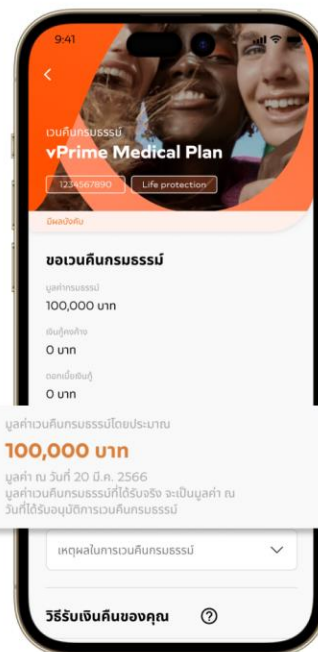 9:41
เวนคืนกรมธรรม์
vPrime Medical Plan
1234567890 Life protection
มีผลบังคับ
ขอเวนคืนกรมธรรม์
มูลค่ากรมธรรม์
100,000 บาท
เงินกู้คงค้าง
0 บาท
ดอกเบี้ยเงินกู้
0 บาท
มูลค่าเวนคืนกรมธรรม์โดยประมาณ
100,000 บาท
มูลค่า ณ วันที่ 20 มี.ค. 2566
มูลค่าเวนคืนกรมธรรม์ที่ได้รับจริง จะเป็นมูลค่า ณ
วันที่ได้รับอนุมัติการเวนคืนกรมธรรม์
เหตุผลในการเวนคืนกรมธรรม์
วิธีรับเงินคืนของคุณ ?